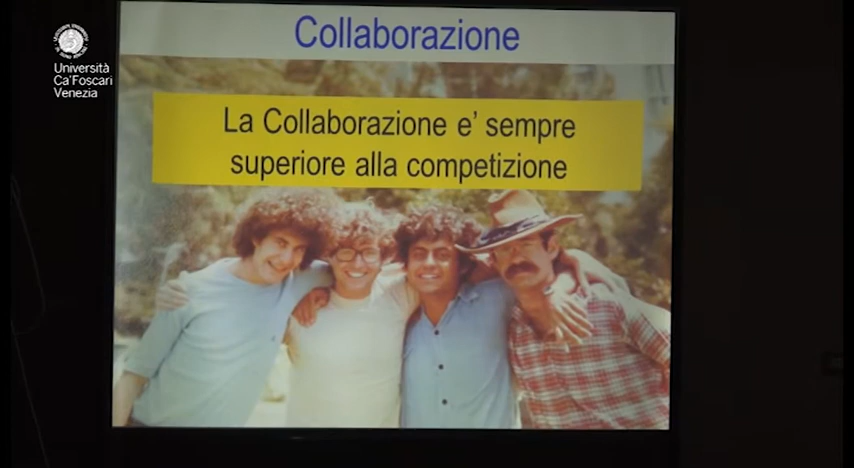 Collaborazione
Università
Ca'Foscari
Venezia
La Collaborazione e' sempre
superiore alla competizione